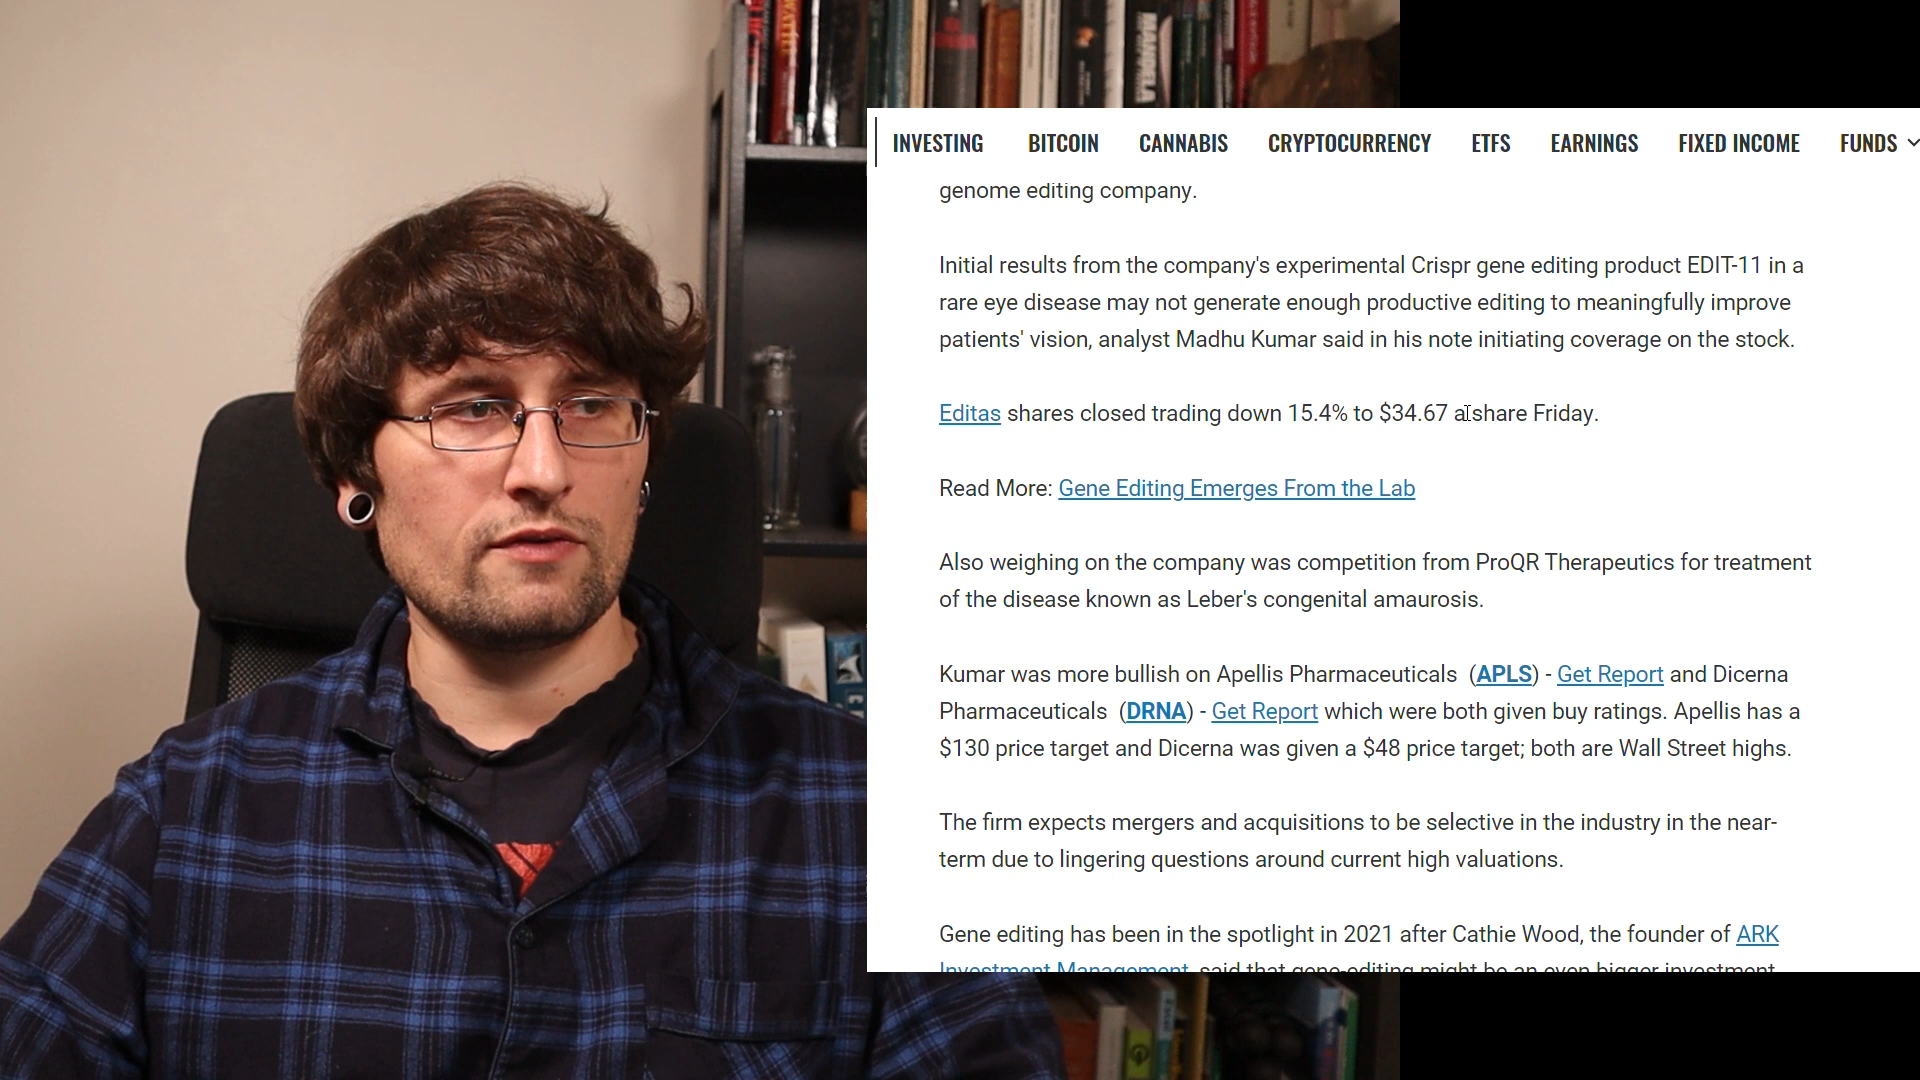 INVESTING BITCOIN CANNABIS CRYPTOCURRENCY ETFS EARNINGS FIXED INCOME FUNDS
genome editing company.
Initial results from the company's experimental Crispr gene editing product EDIT-11 in a
rare eye disease may not generate enough productive editing to meaningfully improve
patients' vision, analyst Madhu Kumar said in his note initiating coverage on the stock.
Editas shares closed trading down 15.4% to $34.67 a share Friday.
Read More: Gene Editing Emerges From the Lab
Also weighing on the company was competition from ProQR Therapeutics for treatment
of the disease known as Leber's congenital amaurosis.
Kumar was more bullish on Apellis Pharmaceuticals (APLS) - Get Report and Dicerna
Pharmaceuticals (DRNA) - Get Report which were both given buy ratings. Apellis has a
$130 price target and Dicerna was given a $48 price target; both are Wall Street highs.
The firm expects mergers and acquisitions to be selective in the industry in the near-
term due to lingering questions around current high valuations.
Gene editing has been in the spotlight in 2021 after Cathie Wood, the founder of ARK
Investment Management, said that gene-editing might be an even bigger investment
MANDELA